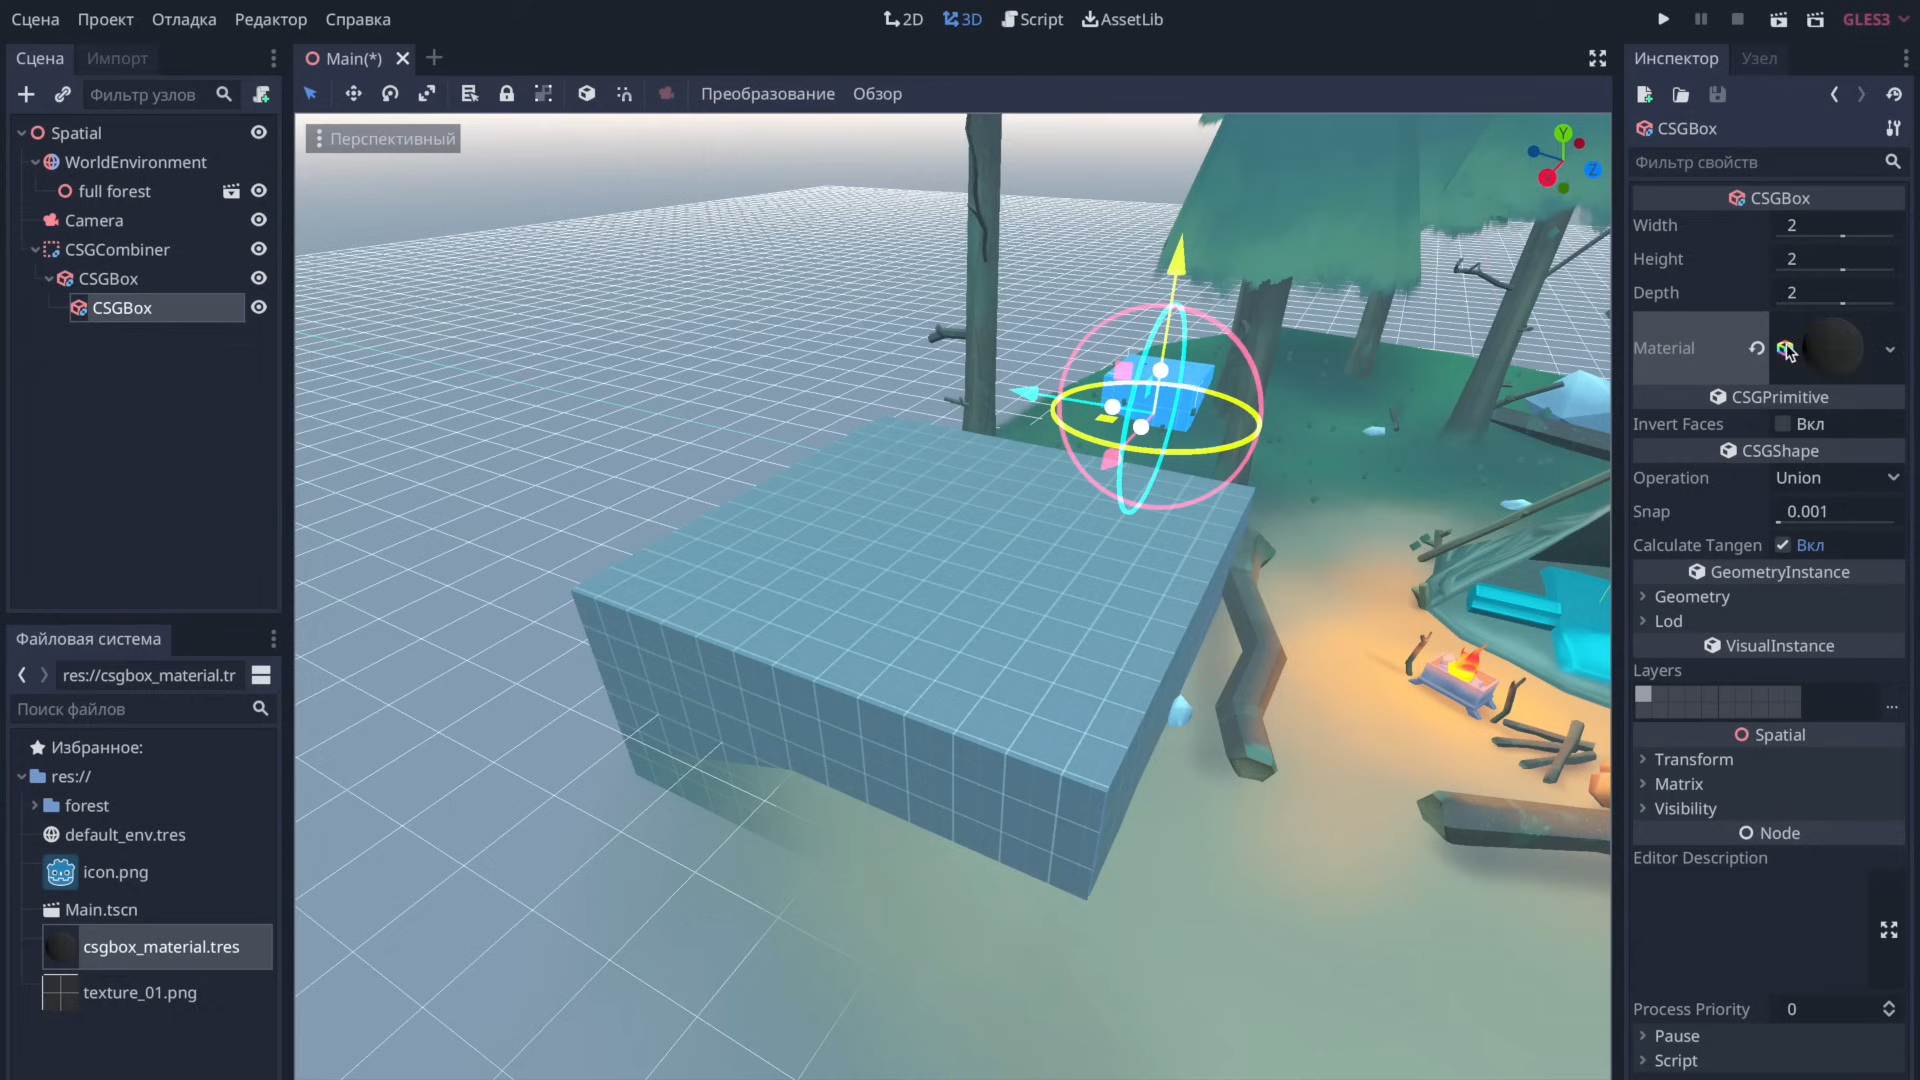 Сцена Проект Отладка Редактор Справка
2D 3D Script AssetLib
GLES3
Сцена Импорт
Фильтр узлов
Spatial
WorldEnvironment
full forest
Camera
CSGCombiner
CSGBox
CSGBox
Файловая система
res://csgbox_material.tr
Поиск файлов
Избранное:
res://
forest
default_env.tres
icon.png
Main.tscn
csgbox_material.tres
texture_01.png
Main(*)
Преобразование Обзор
Перспективный
Y
Z
Инспектор Узел
CSGBox
Фильтр свойств
CSGBox
Width 2
Height 2
Depth 2
Material
CSGPrimitive
Invert Faces Вкл
CSGShape
Operation Union
Snap 0.001
Calculate Tangen Вкл
GeometryInstance
Geometry
Lod
VisualInstance
Layers
...
Spatial
Transform
Matrix
Visibility
Node
Editor Description
Process Priority 0
Pause
Script